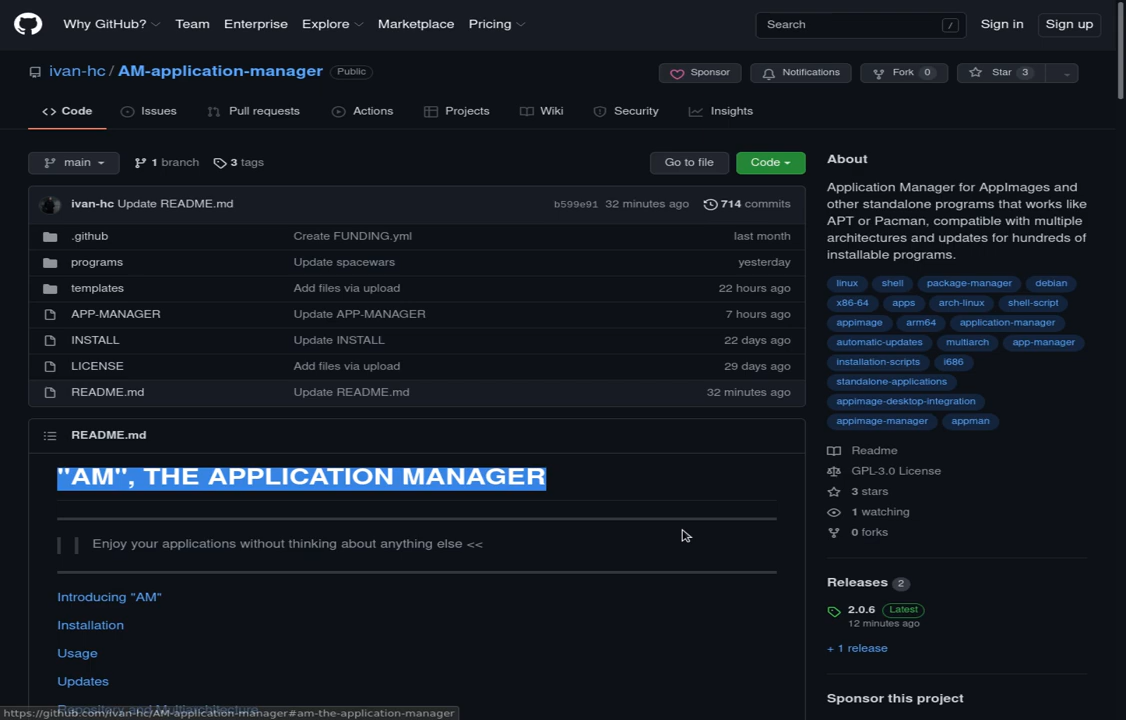 Why GitHub? Team Enterprise Explore Marketplace Pricing Search / Sign in Sign up
ivan-hc / AM-application-manager Public Sponsor Notifications Fork 0 Star 3
Code Issues Pull requests Actions Projects Wiki Security Insights
main 1 branch 3 tags Go to file Code
ivan-hc Update README.md b599e91 32 minutes ago 714 commits
.github Create FUNDING.yml last month
programs Update spacewars yesterday
templates Add files via upload 22 hours ago
APP-MANAGER Update APP-MANAGER 7 hours ago
INSTALL Update INSTALL 22 days ago
LICENSE Add files via upload 29 days ago
README.md Update README.md 32 minutes ago
README.md
"AM", THE APPLICATION MANAGER
Enjoy your applications without thinking about anything else <<
Introducing "AM"
Installation
Usage
Updates
Repository and Multiarchitecture
https://github.com/ivan-hc/AM-application-manager#am-the-application-manager
About
Application Manager for AppImages and
other standalone programs that works like
APT or Pacman, compatible with multiple
architectures and updates for hundreds of
installable programs.
linux shell package-manager debian
x86-64 apps arch-linux shell-script
appimage arm64 application-manager
automatic-updates multiarch app-manager
installation-scripts i686
standalone-applications
appimage-desktop-integration
appimage-manager appman
Readme
GPL-3.0 License
3 stars
1 watching
0 forks
Releases 2
2.0.6 Latest
12 minutes ago
+ 1 release
Sponsor this project